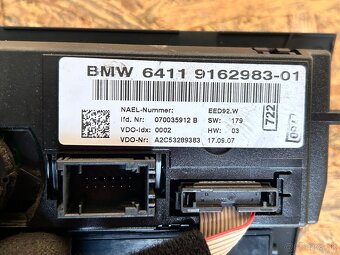 BMW 6411 9162983-01
NAEL-Nummer: EED92.W
lfd. Nr: 070035912 B SW: 179
VDO-Idx: 0002 HW: 03
VDO-Nr: A2C53289383 17.09.07
722